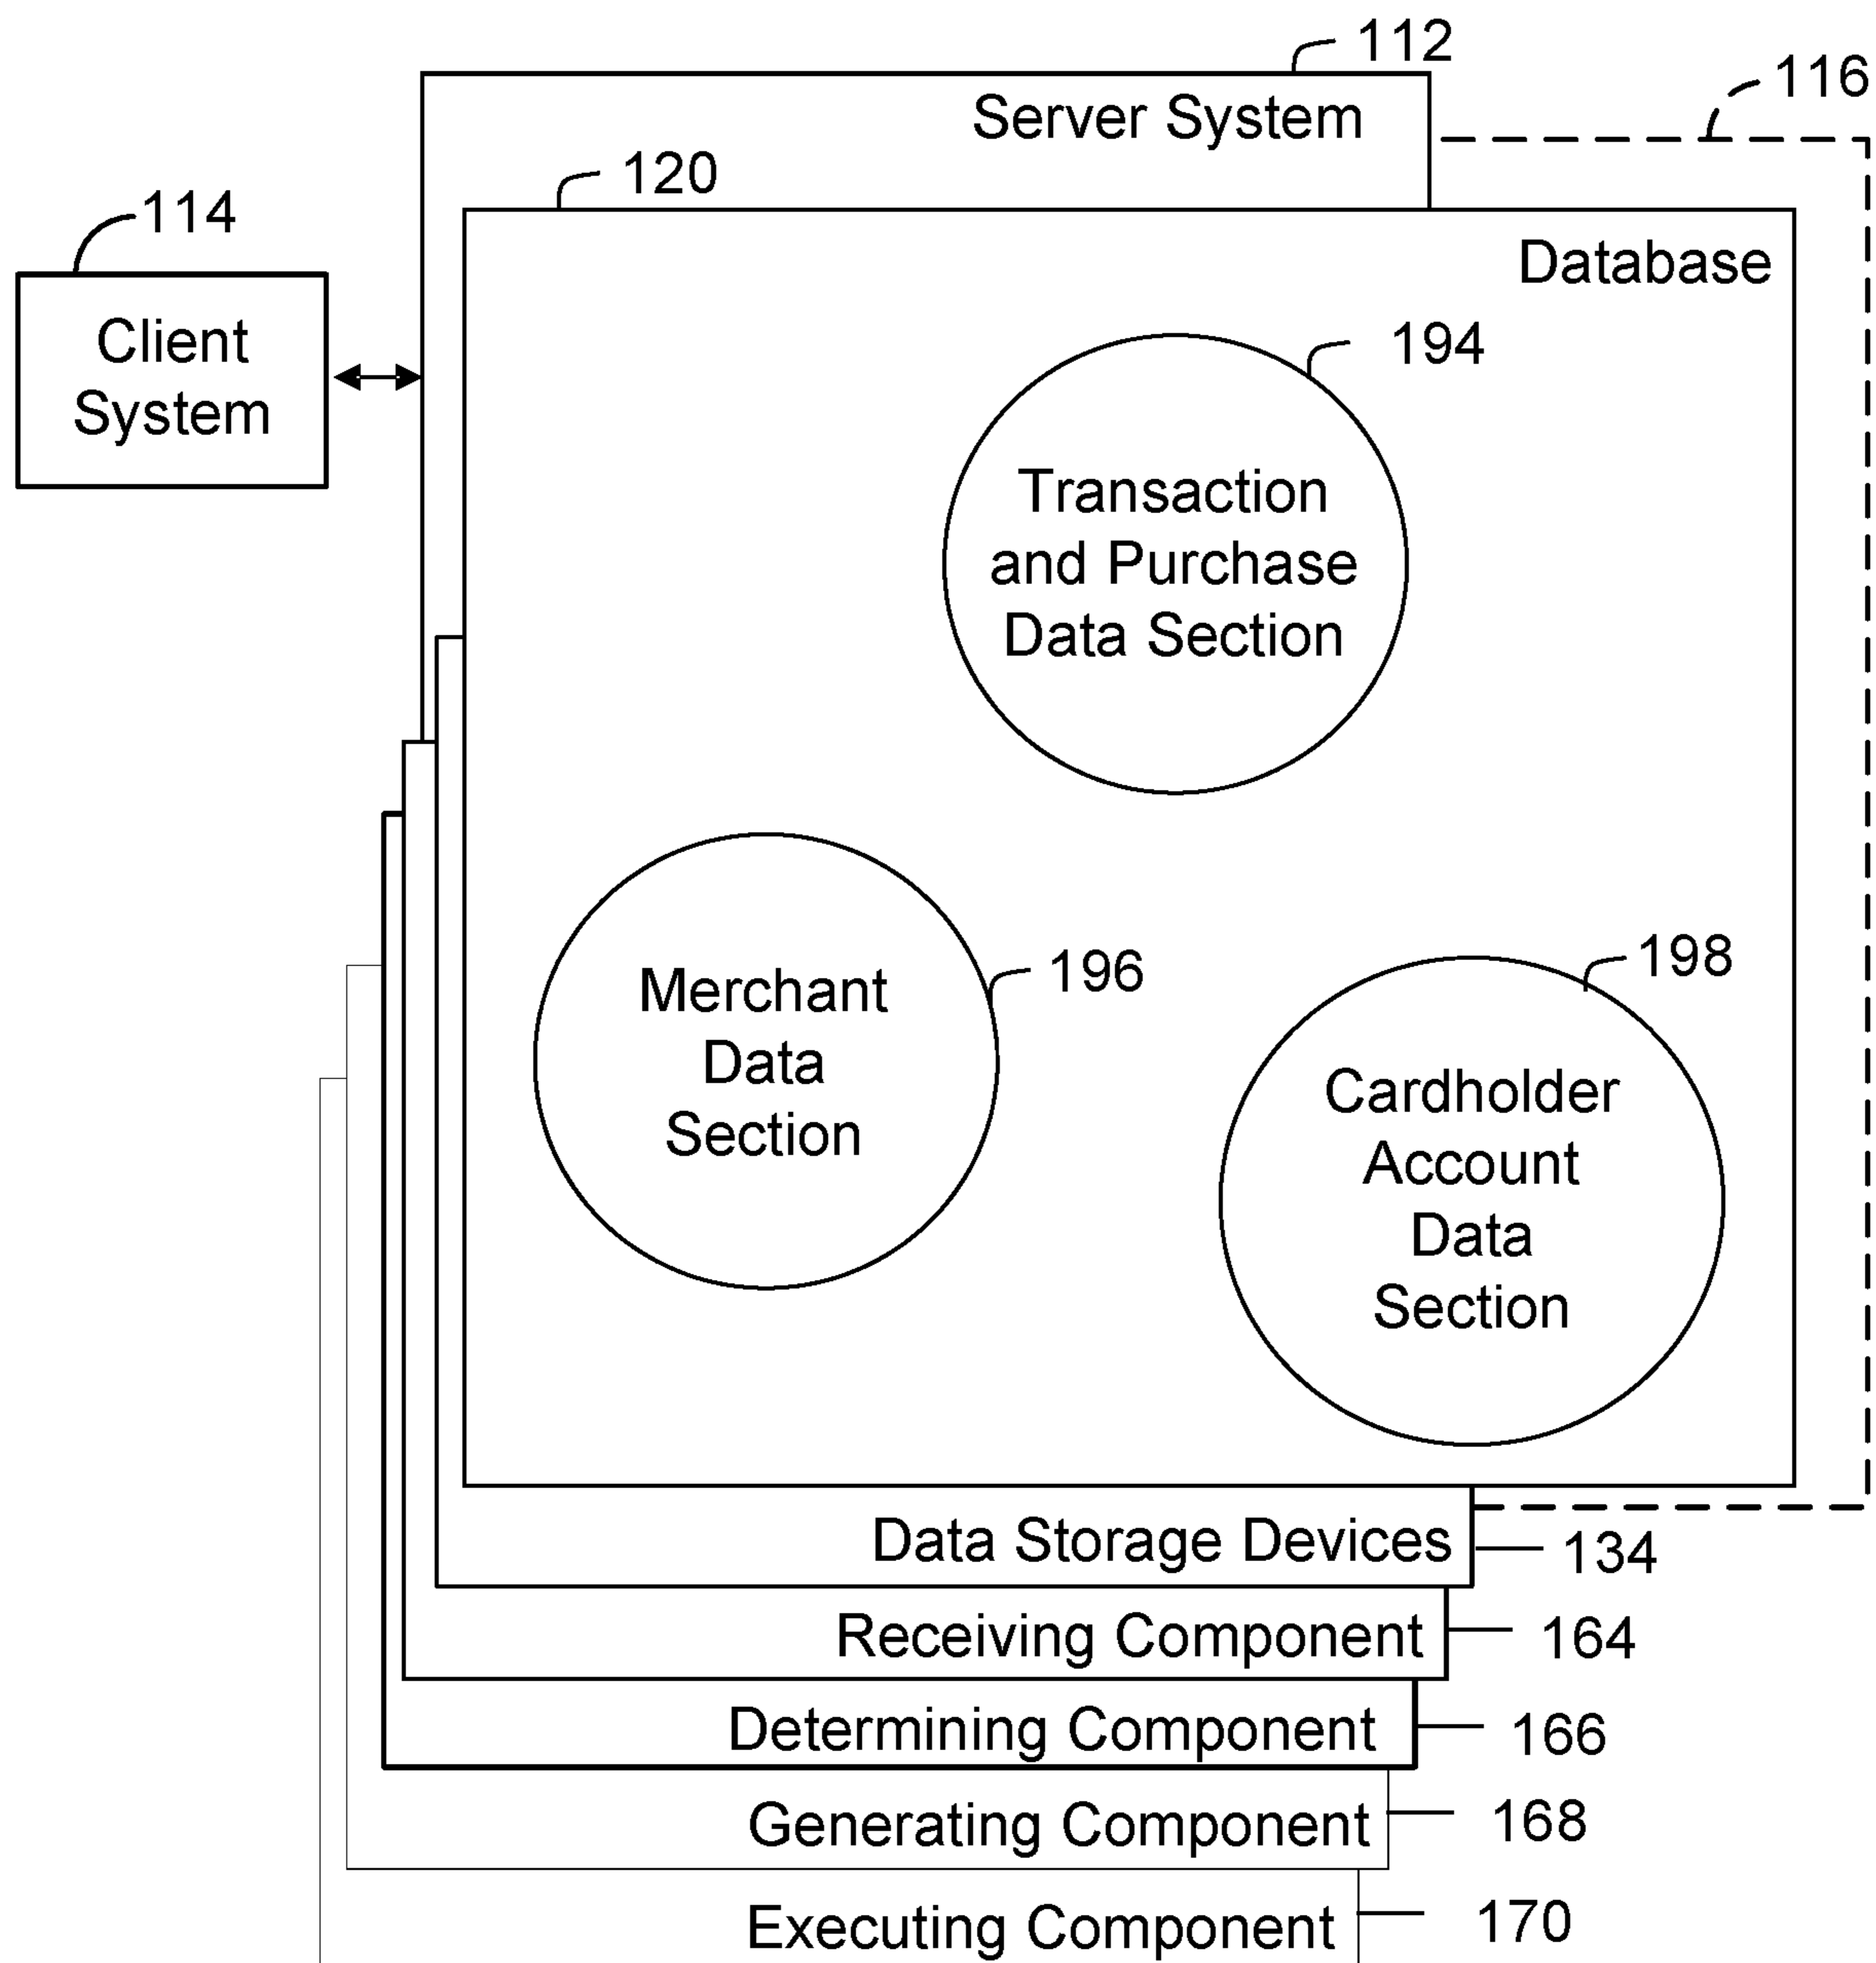 112
Server System
116
120
114
Database
Client
System
194
Transaction
and Purchase
Data Section
196
Merchant
Data
Section
198
Cardholder
Account
Data
Section
Data Storage Devices
134
Receiving Component
164
Determining Component
166
Generating Component
168
Executing Component
170